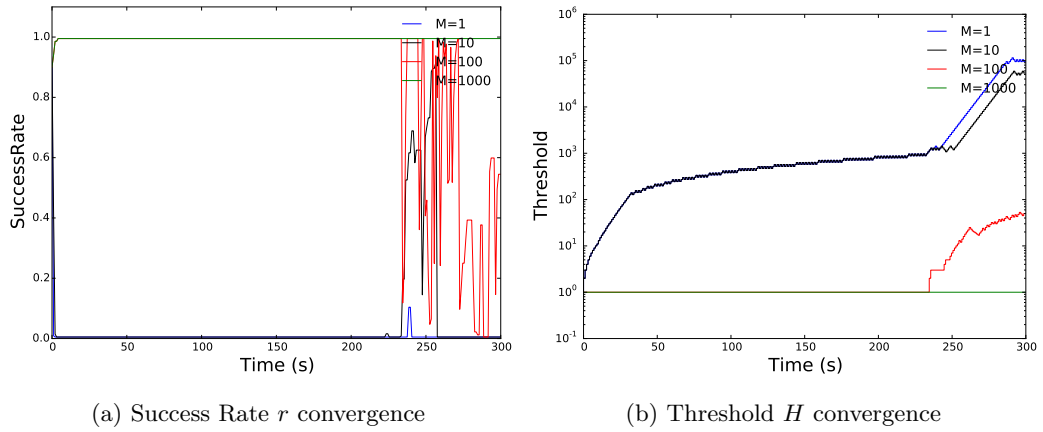 M=1
M=10
M=100
M=1000
SuccessRate
1.0
0.8
0.6
0.4
0.2
0.0
0 50 100 150 200 250 300
Time (s)
(a) Success Rate r convergence
M=1
M=10
M=100
M=1000
Threshold
10^6
10^5
10^4
10^3
10^2
10^1
10^0
10^-1
50 100 150 200 250 300
Time (s)
(b) Threshold H convergence